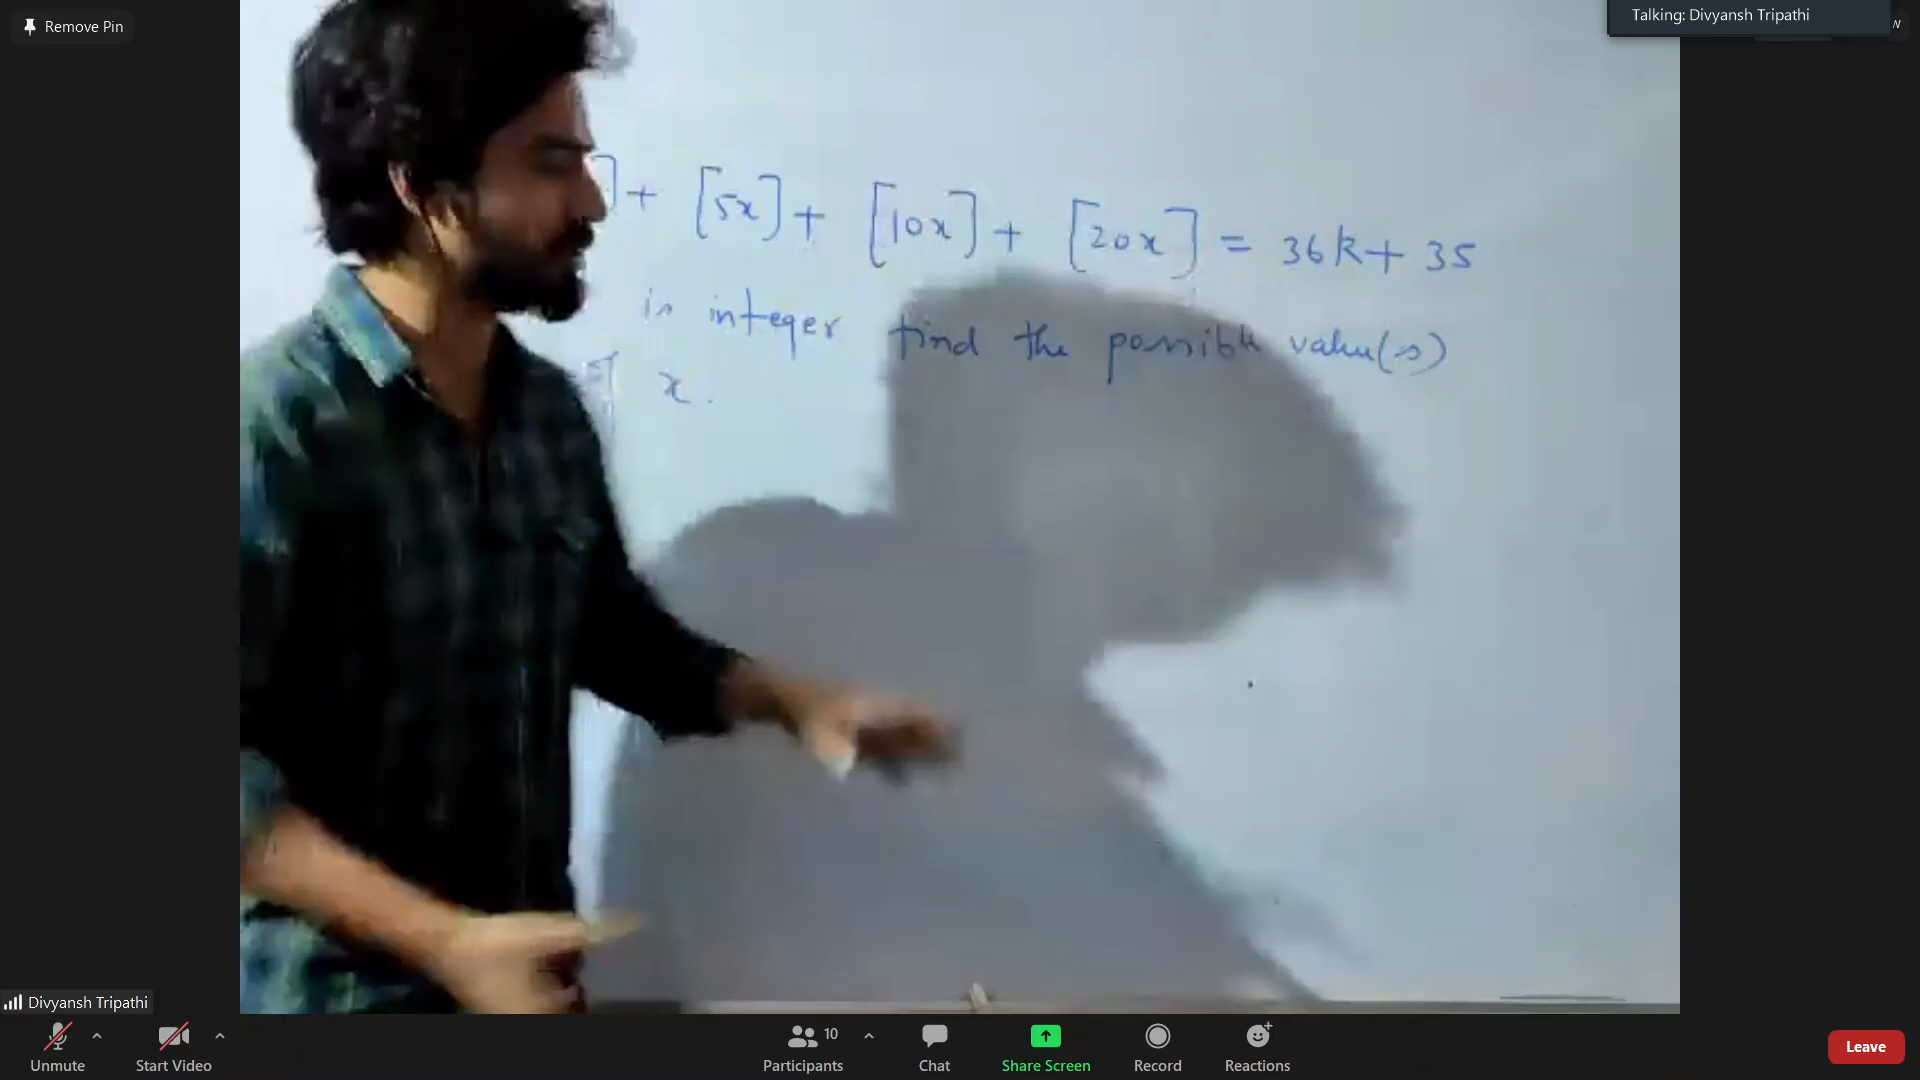 Remove Pin
Talking: Divyansh Tripathi
w
] + [5x] + [10x] + [20x] = 36k + 35
is integer find the possible value(s)
x.
Divyansh Tripathi
10
Unmute
Start Video
Participants
Chat
Share Screen
Record
Reactions
Leave